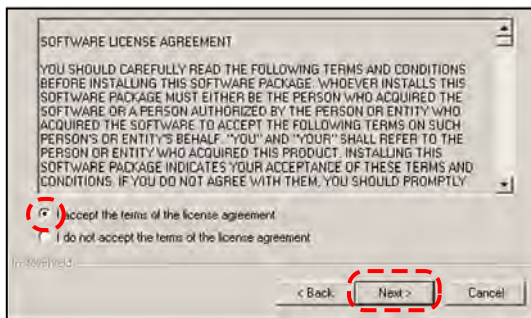 SOFTWARE LICENSE AGREEMENT
YOU SHOULD CAREFULLY READ THE FOLLOWING TERMS AND CONDITIONS
BEFORE INSTALLING THIS SOFTWARE PACKAGE. WHOEVER INSTALLS THIS
SOFTWARE PACKAGE MUST EITHER BE THE PERSON WHO ACQUIRED THE
SOFTWARE OR A PERSON AUTHORIZED BY THE PERSON OR ENTITY WHO
ACQUIRED THE SOFTWARE TO ACCEPT THE FOLLOWING TERMS ON SUCH
PERSON'S OR ENTITY'S BEHALF. "YOU" AND "YOUR" SHALL REFER TO THE
PERSON OR ENTITY WHO ACQUIRED THIS PRODUCT. INSTALLING THIS
SOFTWARE PACKAGE INDICATES YOUR ACCEPTANCE OF THESE TERMS AND
CONDITIONS. IF YOU DO NOT AGREE WITH THEM, YOU SHOULD PROMPTLY
I accept the terms of the license agreement
I do not accept the terms of the license agreement
InstallShield
< Back Next > Cancel